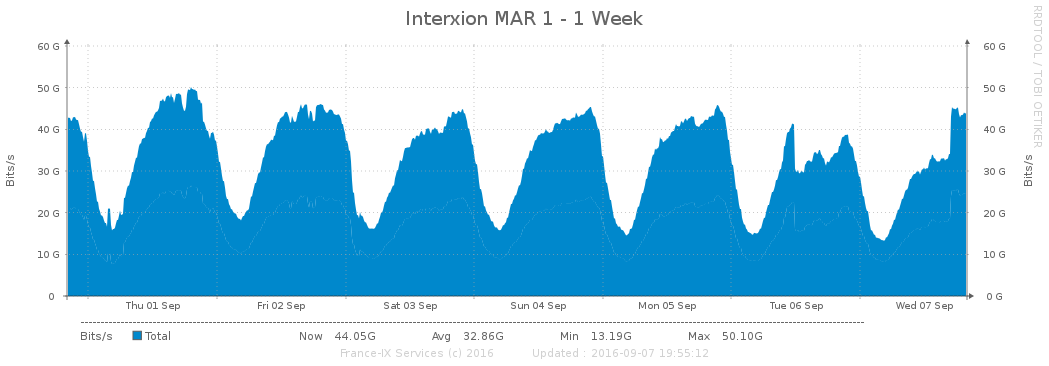 Interxion MAR 1 - 1 Week
RRDTOOL / TOBI OETIKER
Bits/s
60 G
50 G
40 G
30 G
20 G
10 G
0
60 G
50 G
40 G
30 G
20 G
10 G
0 G
Bits/s
Thu 01 Sep Fri 02 Sep Sat 03 Sep Sun 04 Sep Mon 05 Sep Tue 06 Sep Wed 07 Sep
Bits/s Total Now 44.05G Avg 32.86G Min 13.19G Max 50.10G
France-IX Services (c) 2016 Updated : 2016-09-07 19:55:12